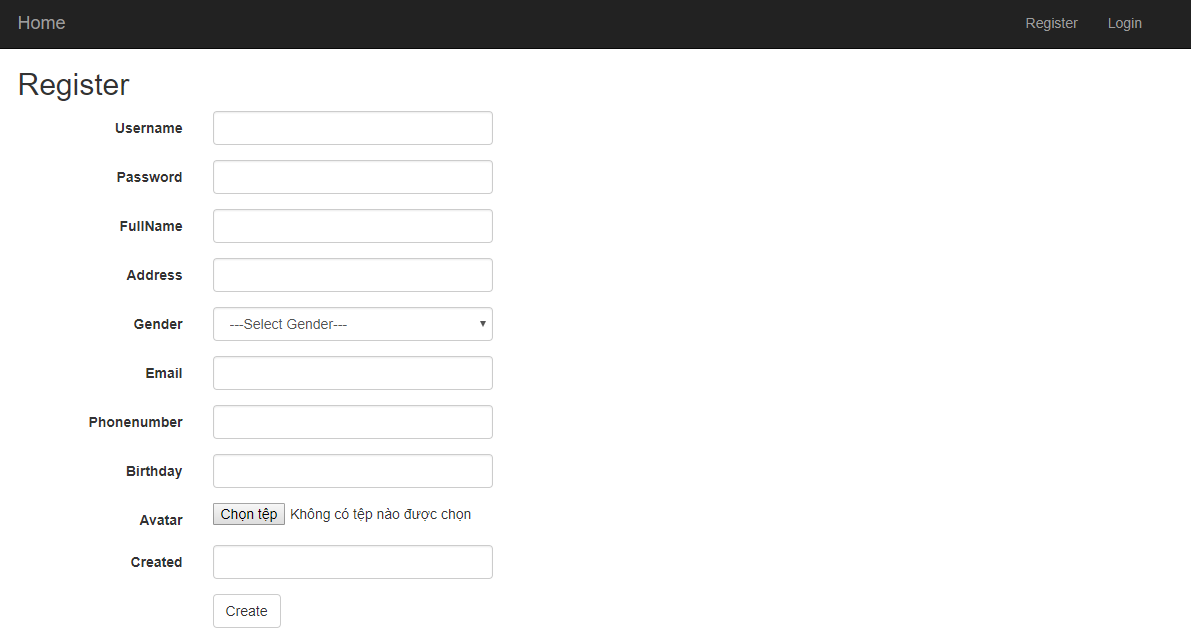 Home Register Login
Register
Username
Password
FullName
Address
Gender ---Select Gender---
Email
Phonenumber
Birthday
Avatar Chọn tệp Không có tệp nào được chọn
Created
Create